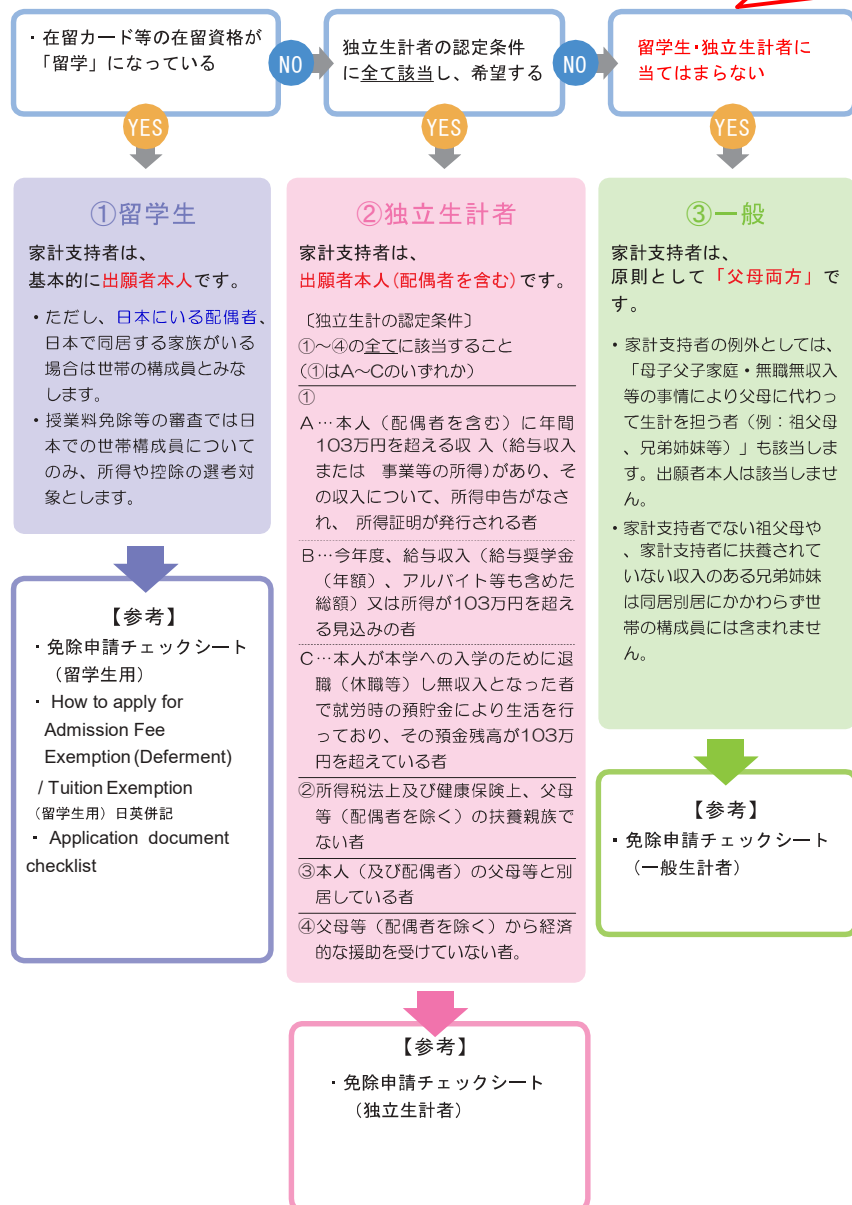 ・在留カード等の在留資格が
「留学」になっている
NO
独立生計者の認定条件
に全て該当し、希望する
NO
留学生・独立生計者に
当てはまらない
YES
YES
YES
①留学生
家計支持者は、
基本的に出願者本人です。
・ただし、日本にいる配偶者、
日本で同居する家族がいる
場合は世帯の構成員とみな
します。
・授業料免除等の審査では日
本での世帯構成員について
のみ、所得や控除の選考対
象とします。
【参考】
・免除申請チェックシート
（留学生用）
・ How to apply for
Admission Fee
Exemption (Deferment)
/ Tuition Exemption
（留学生用）日英併記
・ Application document
checklist
②独立生計者
家計支持者は、
出願者本人(配偶者を含む)です。
〔独立生計の認定条件〕
①～④の全てに該当すること
（①はA～Cのいずれか）
①
A…本人（配偶者を含む）に年間
103万円を超える収 入（給与収入
または 事業等の所得)があり、そ
の収入について、所得申告がなさ
れ、 所得証明が発行される者
B…今年度、給与収入（給与奨学金
（年額）、アルバイト等も含めた
総額）又は所得が103万円を超え
る見込みの者
C…本人が本学への入学のために退
職（休職等）し無収入となった者
で就労時の預貯金により生活を行
っており、その預金残高が103万
円を超えている者
②所得税法上及び健康保険上、父母
等（配偶者を除く）の扶養親族で
ない者
③本人（及び配偶者）の父母等と別
居している者
④父母等（配偶者を除く）から経済
的な援助を受けていない者。
【参考】
・免除申請チェックシート
（独立生計者）
③一般
家計支持者は、
原則として「父母両方」で
す。
・家計支持者の例外としては、
「母子父子家庭・無職無収入
等の事情により父母に代わっ
て生計を担う者（例：祖父母
、兄弟姉妹等）」も該当しま
す。出願者本人は該当しませ
ん。
・家計支持者でない祖父母や
、家計支持者に扶養されて
いない収入のある兄弟姉妹
は同居別居にかかわらず世
帯の構成員には含まれませ
ん。
【参考】
・免除申請チェックシート
（一般生計者）